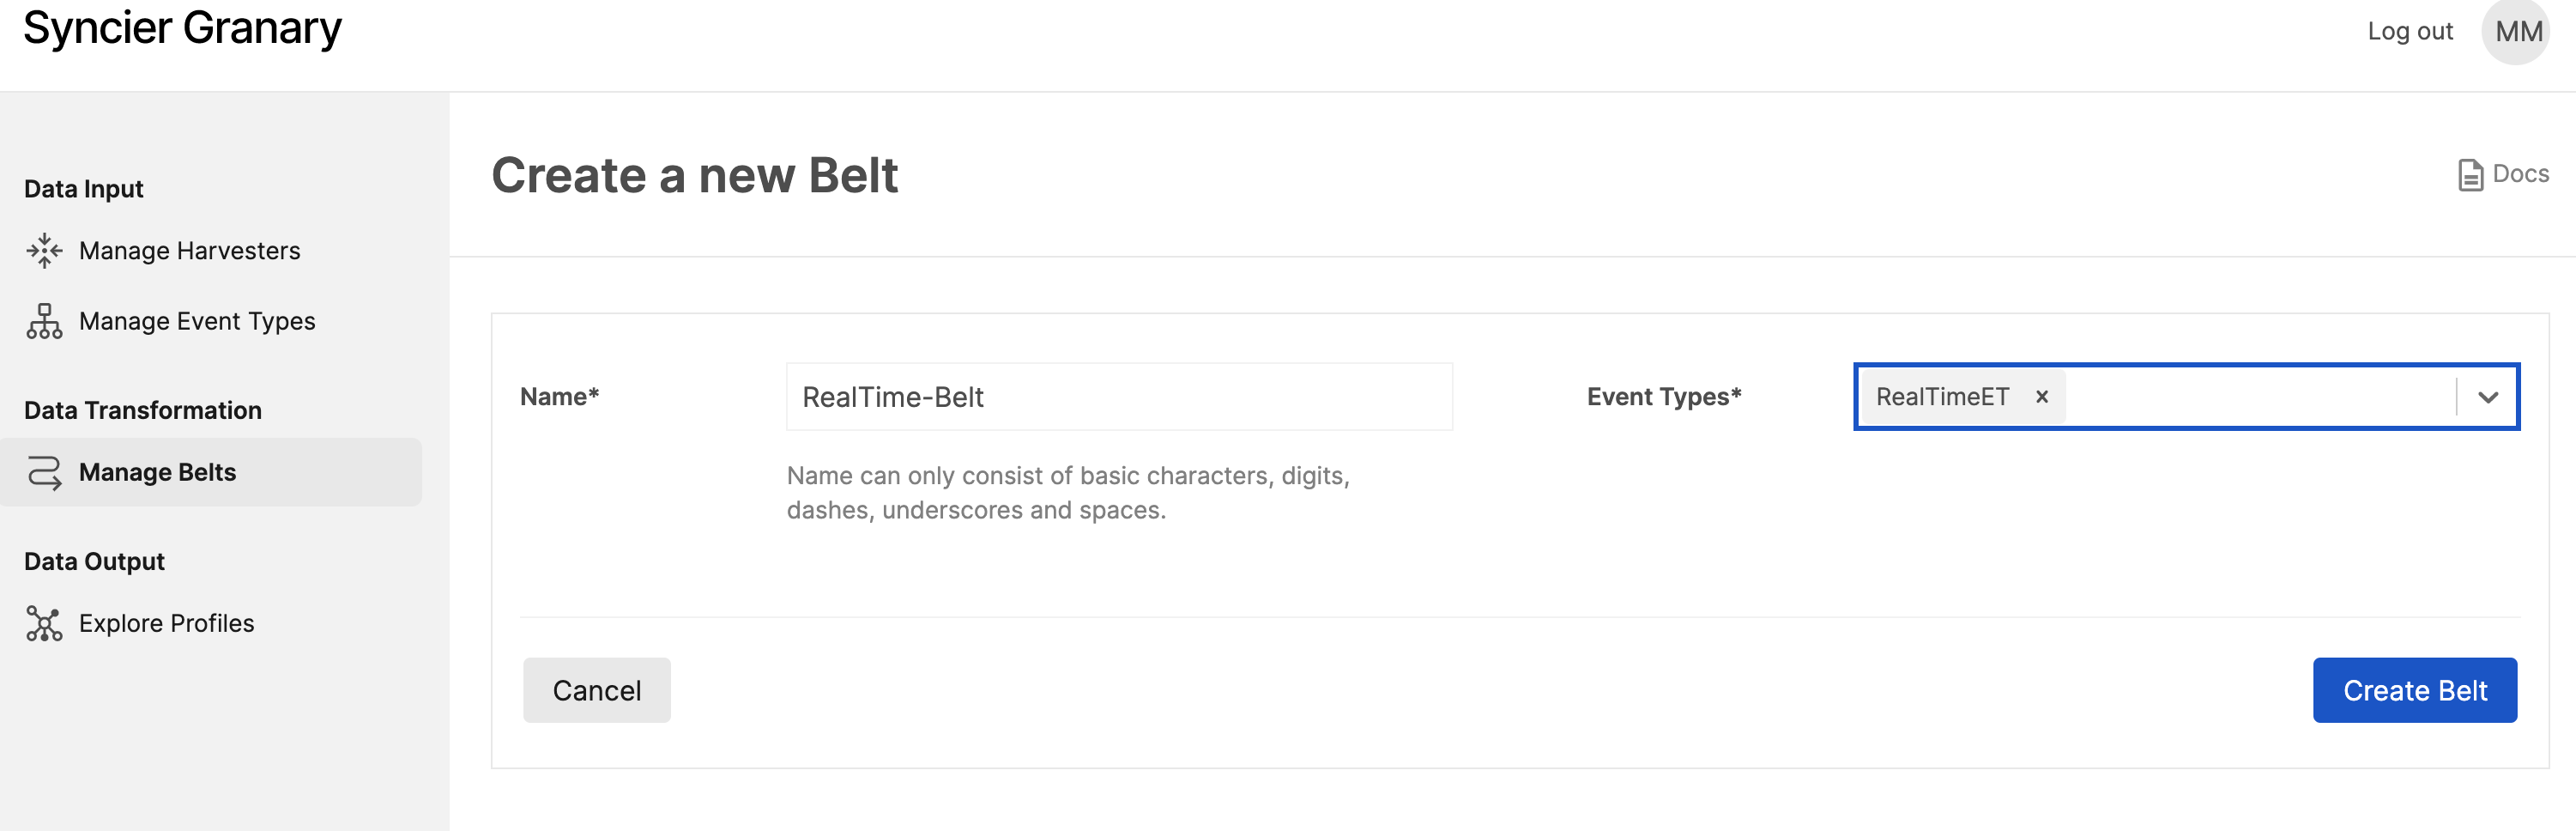 Syncier Granary
Log out
MM
Data Input
Manage Harvesters
Manage Event Types
Data Transformation
Manage Belts
Data Output
Explore Profiles
Create a new Belt
Docs
Name*
RealTime-Belt
Name can only consist of basic characters, digits,
dashes, underscores and spaces.
Event Types*
RealTimeET ×
Cancel
Create Belt